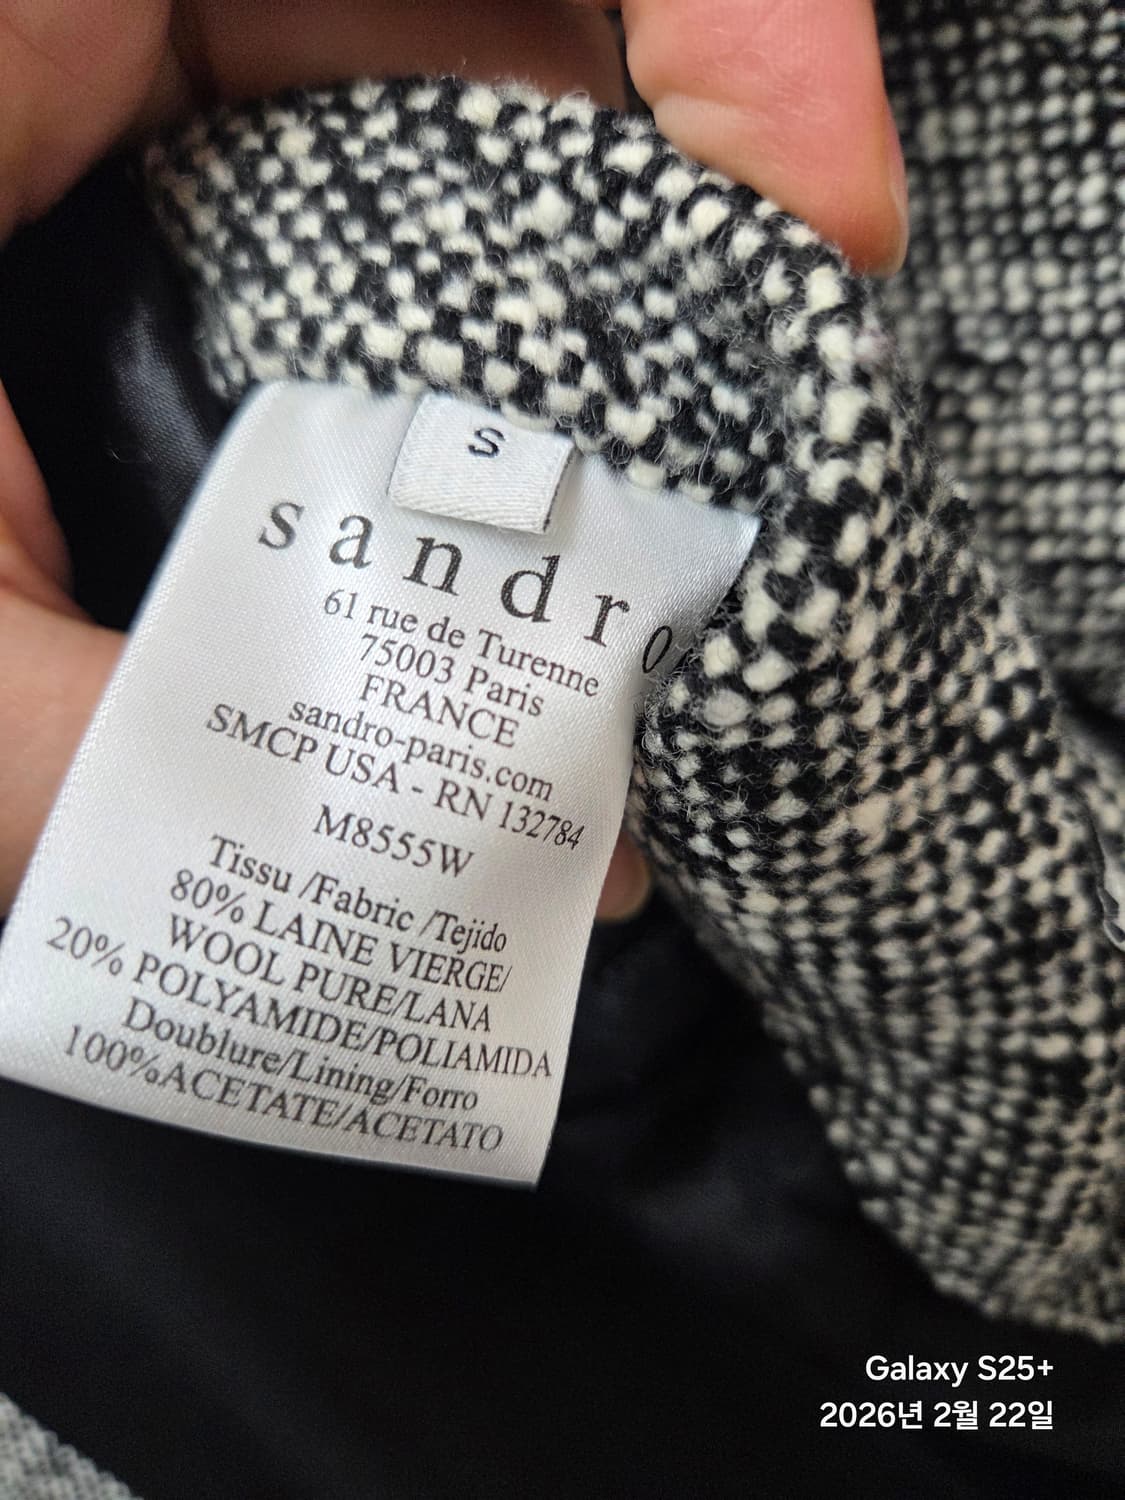 s
sandro
61 rue de Turenne
75003 Paris
FRANCE
sandro-paris.com
SMCP USA - RN 132784
M8555W
Tissu /Fabric /Tejido
80% LAINE VIERGE/
WOOL PURE/LANA
20% POLYAMIDE/POLIAMIDA
Doublure/Lining/Forro
100%ACETATE/ACETATO
Galaxy S25+
2026년 2월 22일